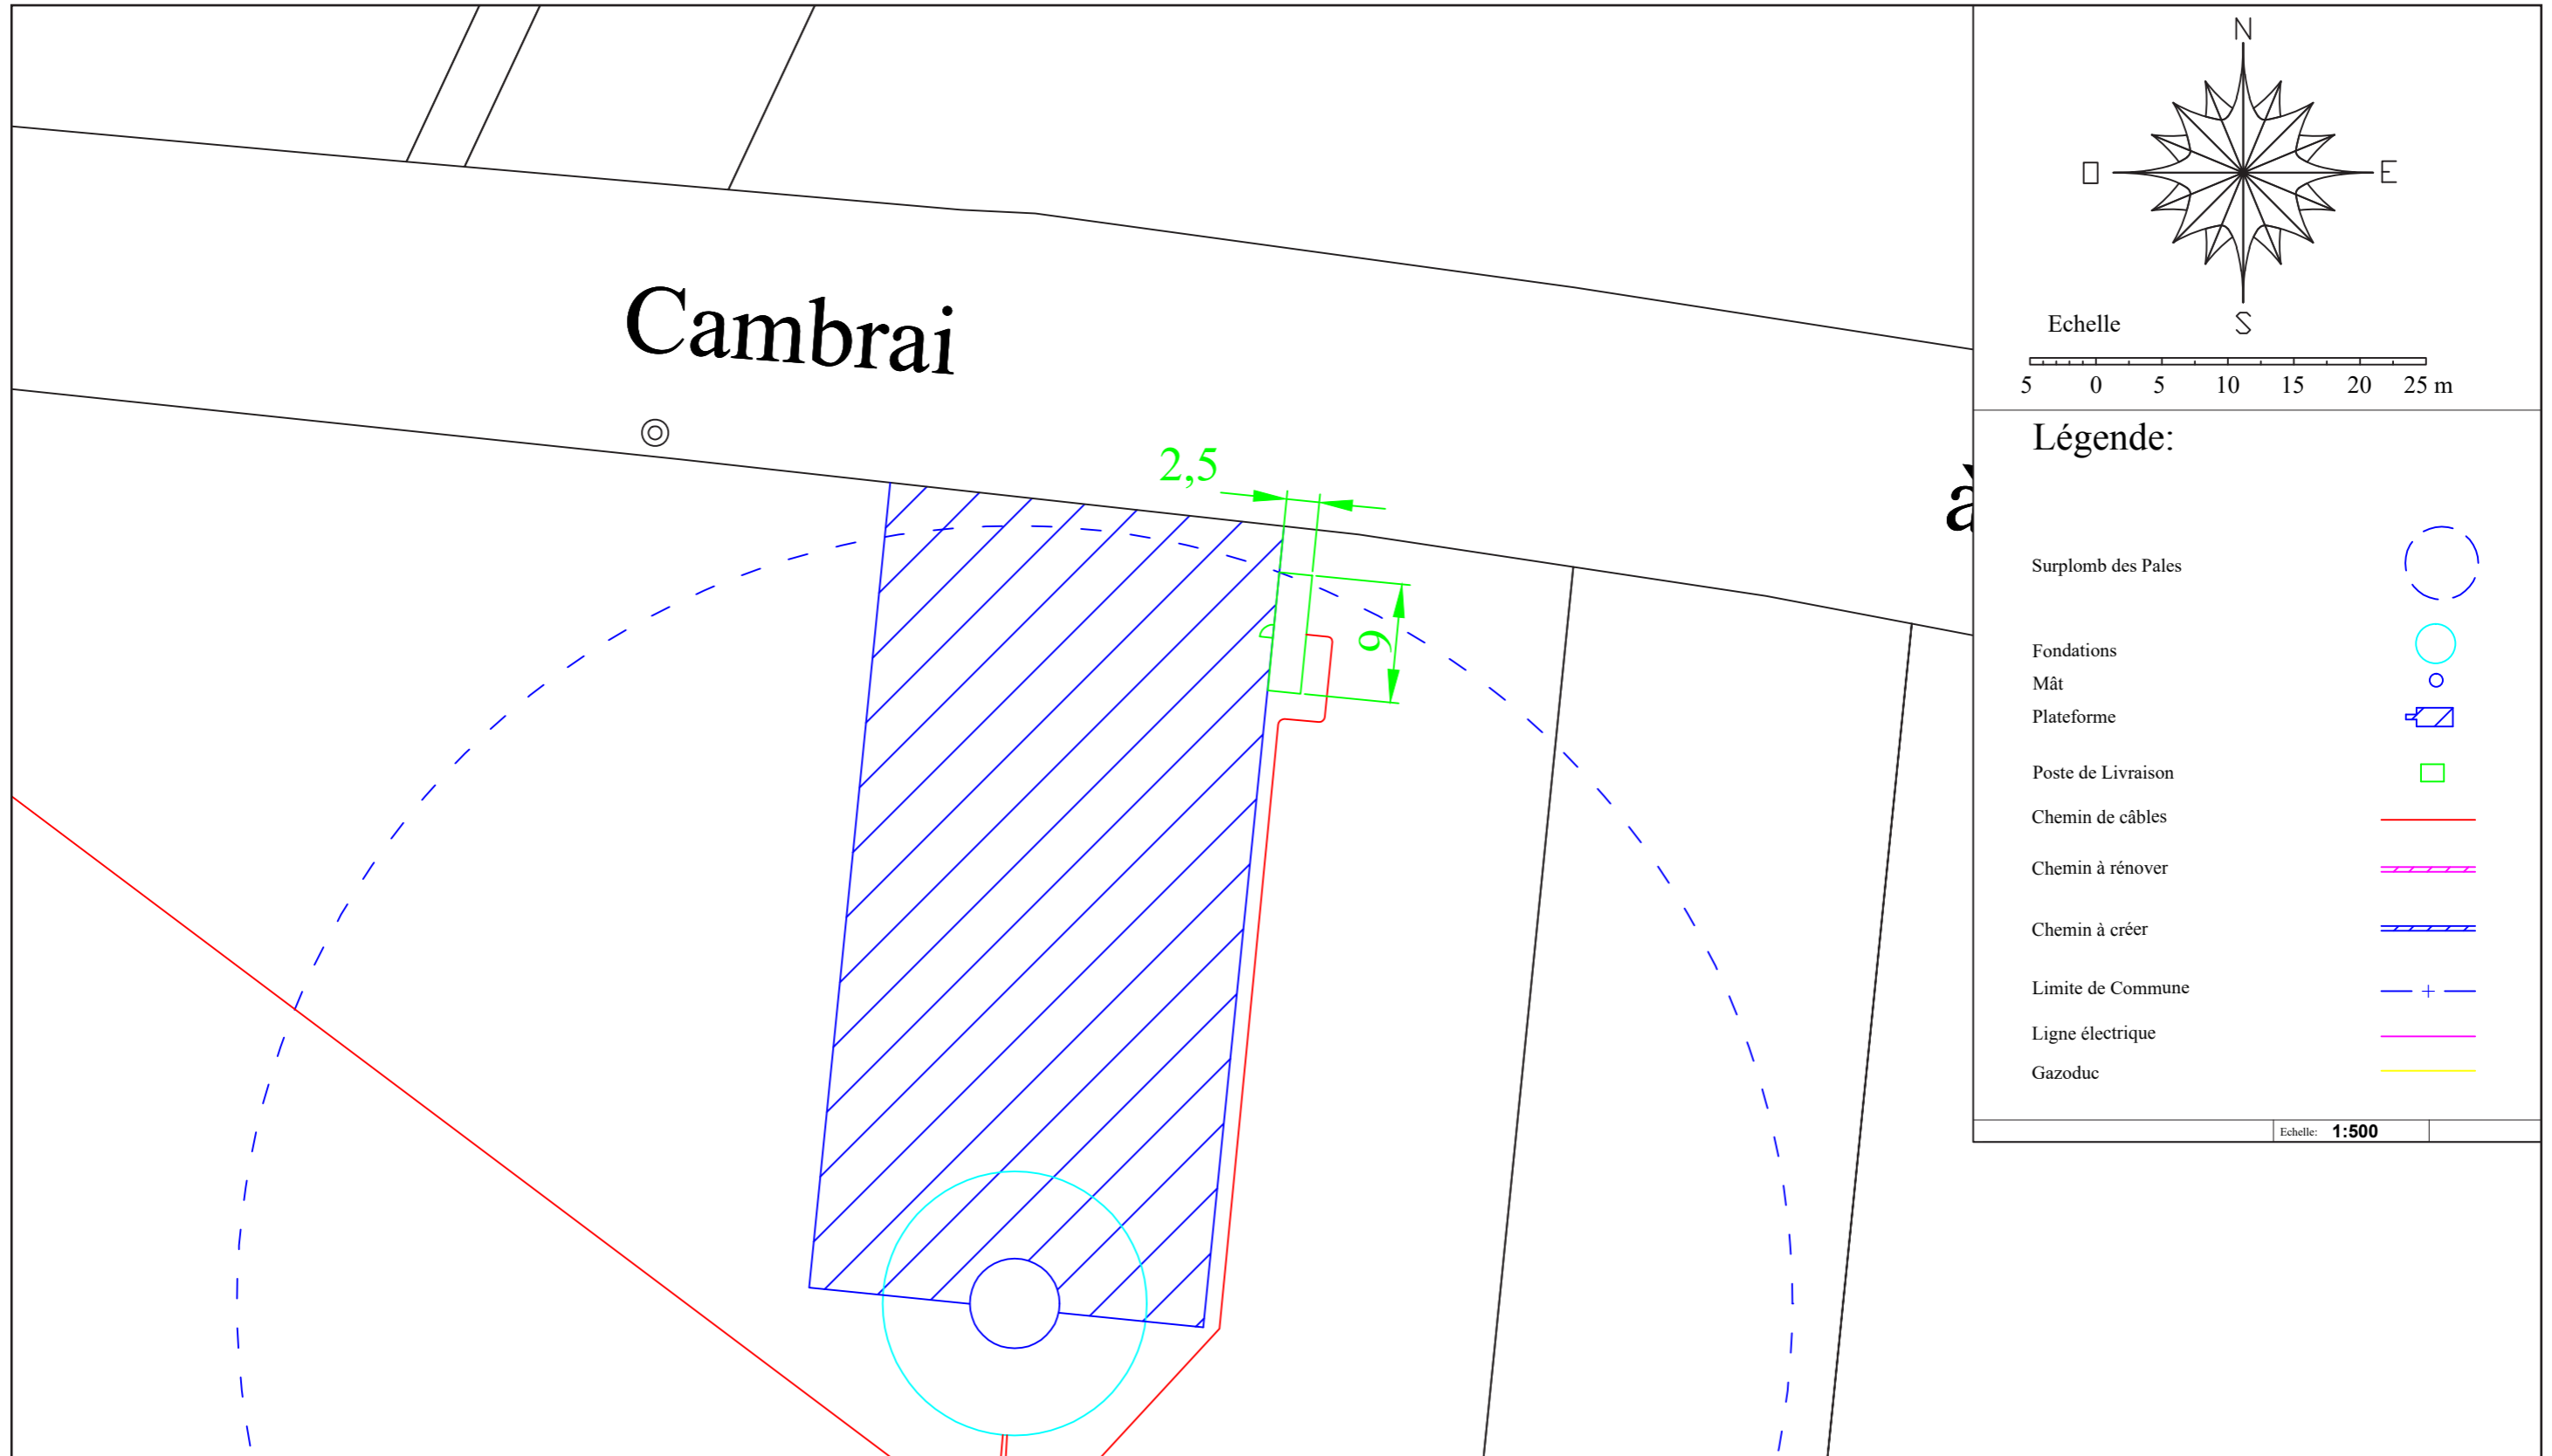 Cambrai
à
2,5
9
N
O
E
S
Echelle
5 0 5 10 15 20 25 m
Légende:
Surplomb des Pales
Fondations
Mât
Plateforme
Poste de Livraison
Chemin de câbles
Chemin à rénover
Chemin à créer
Limite de Commune
Ligne électrique
Gazoduc
Echelle: 1:500